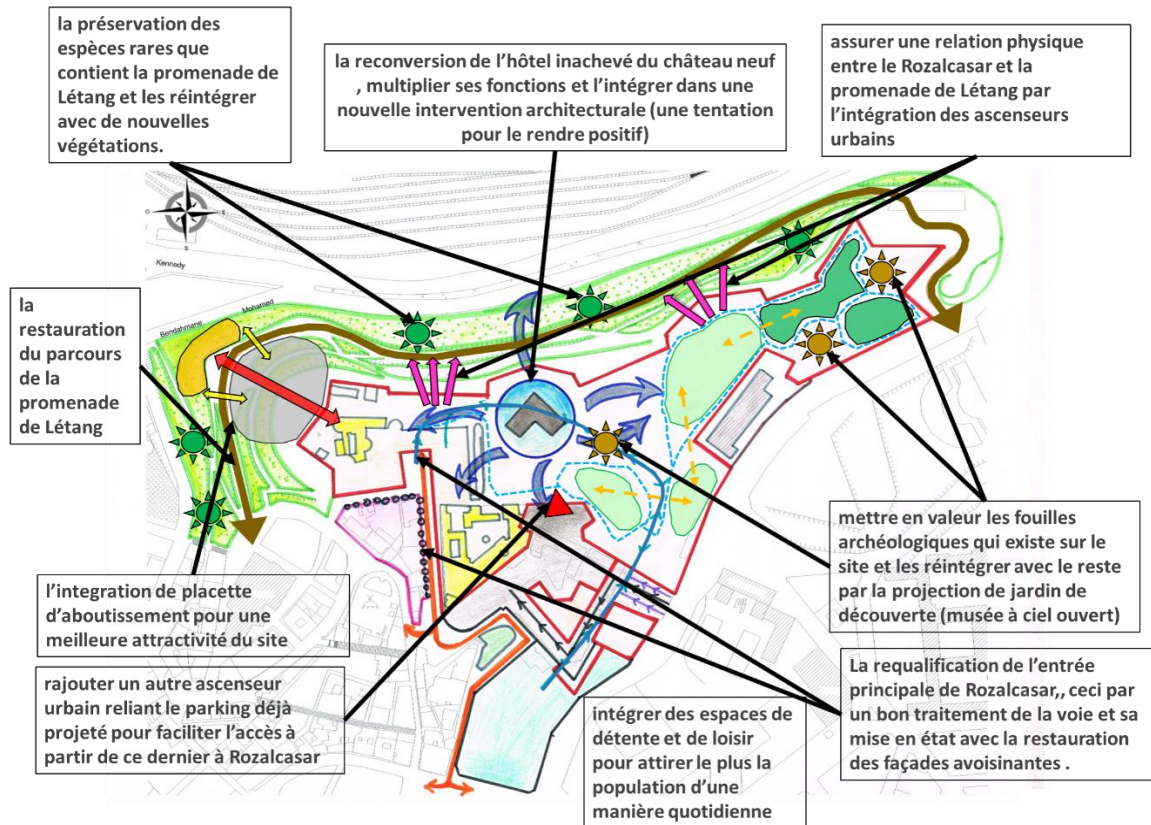 la préservation des
espèces rares que
contient la promenade de
Létang et les réintégrer
avec de nouvelles
végétations.
la reconversion de l’hôtel inachevé du château neuf
, multiplier ses fonctions et l’intégrer dans une
nouvelle intervention architecturale (une tentation
pour le rendre positif)
assurer une relation physique
entre le Rozalcasar et la
promenade de Létang par
l’intégration des ascenseurs
urbains
Kennedy
Bendahmane Mohamed
la
restauration
du parcours
de la
promenade
de Létang
l’integration de placette
d’aboutissement pour une
meilleure attractivité du site
mettre en valeur les fouilles
archéologiques qui existe sur le
site et les réintégrer avec le reste
par la projection de jardin de
découverte (musée à ciel ouvert)
rajouter un autre ascenseur
urbain reliant le parking déjà
projeté pour faciliter l’accès à
partir de ce dernier à Rozalcasar
intégrer des espaces de
détente et de loisir
pour attirer le plus la
population d’une
manière quotidienne
La requalification de l’entrée
principale de Rozalcasar,, ceci par
un bon traitement de la voie et sa
mise en état avec la restauration
des façades avoisinantes .